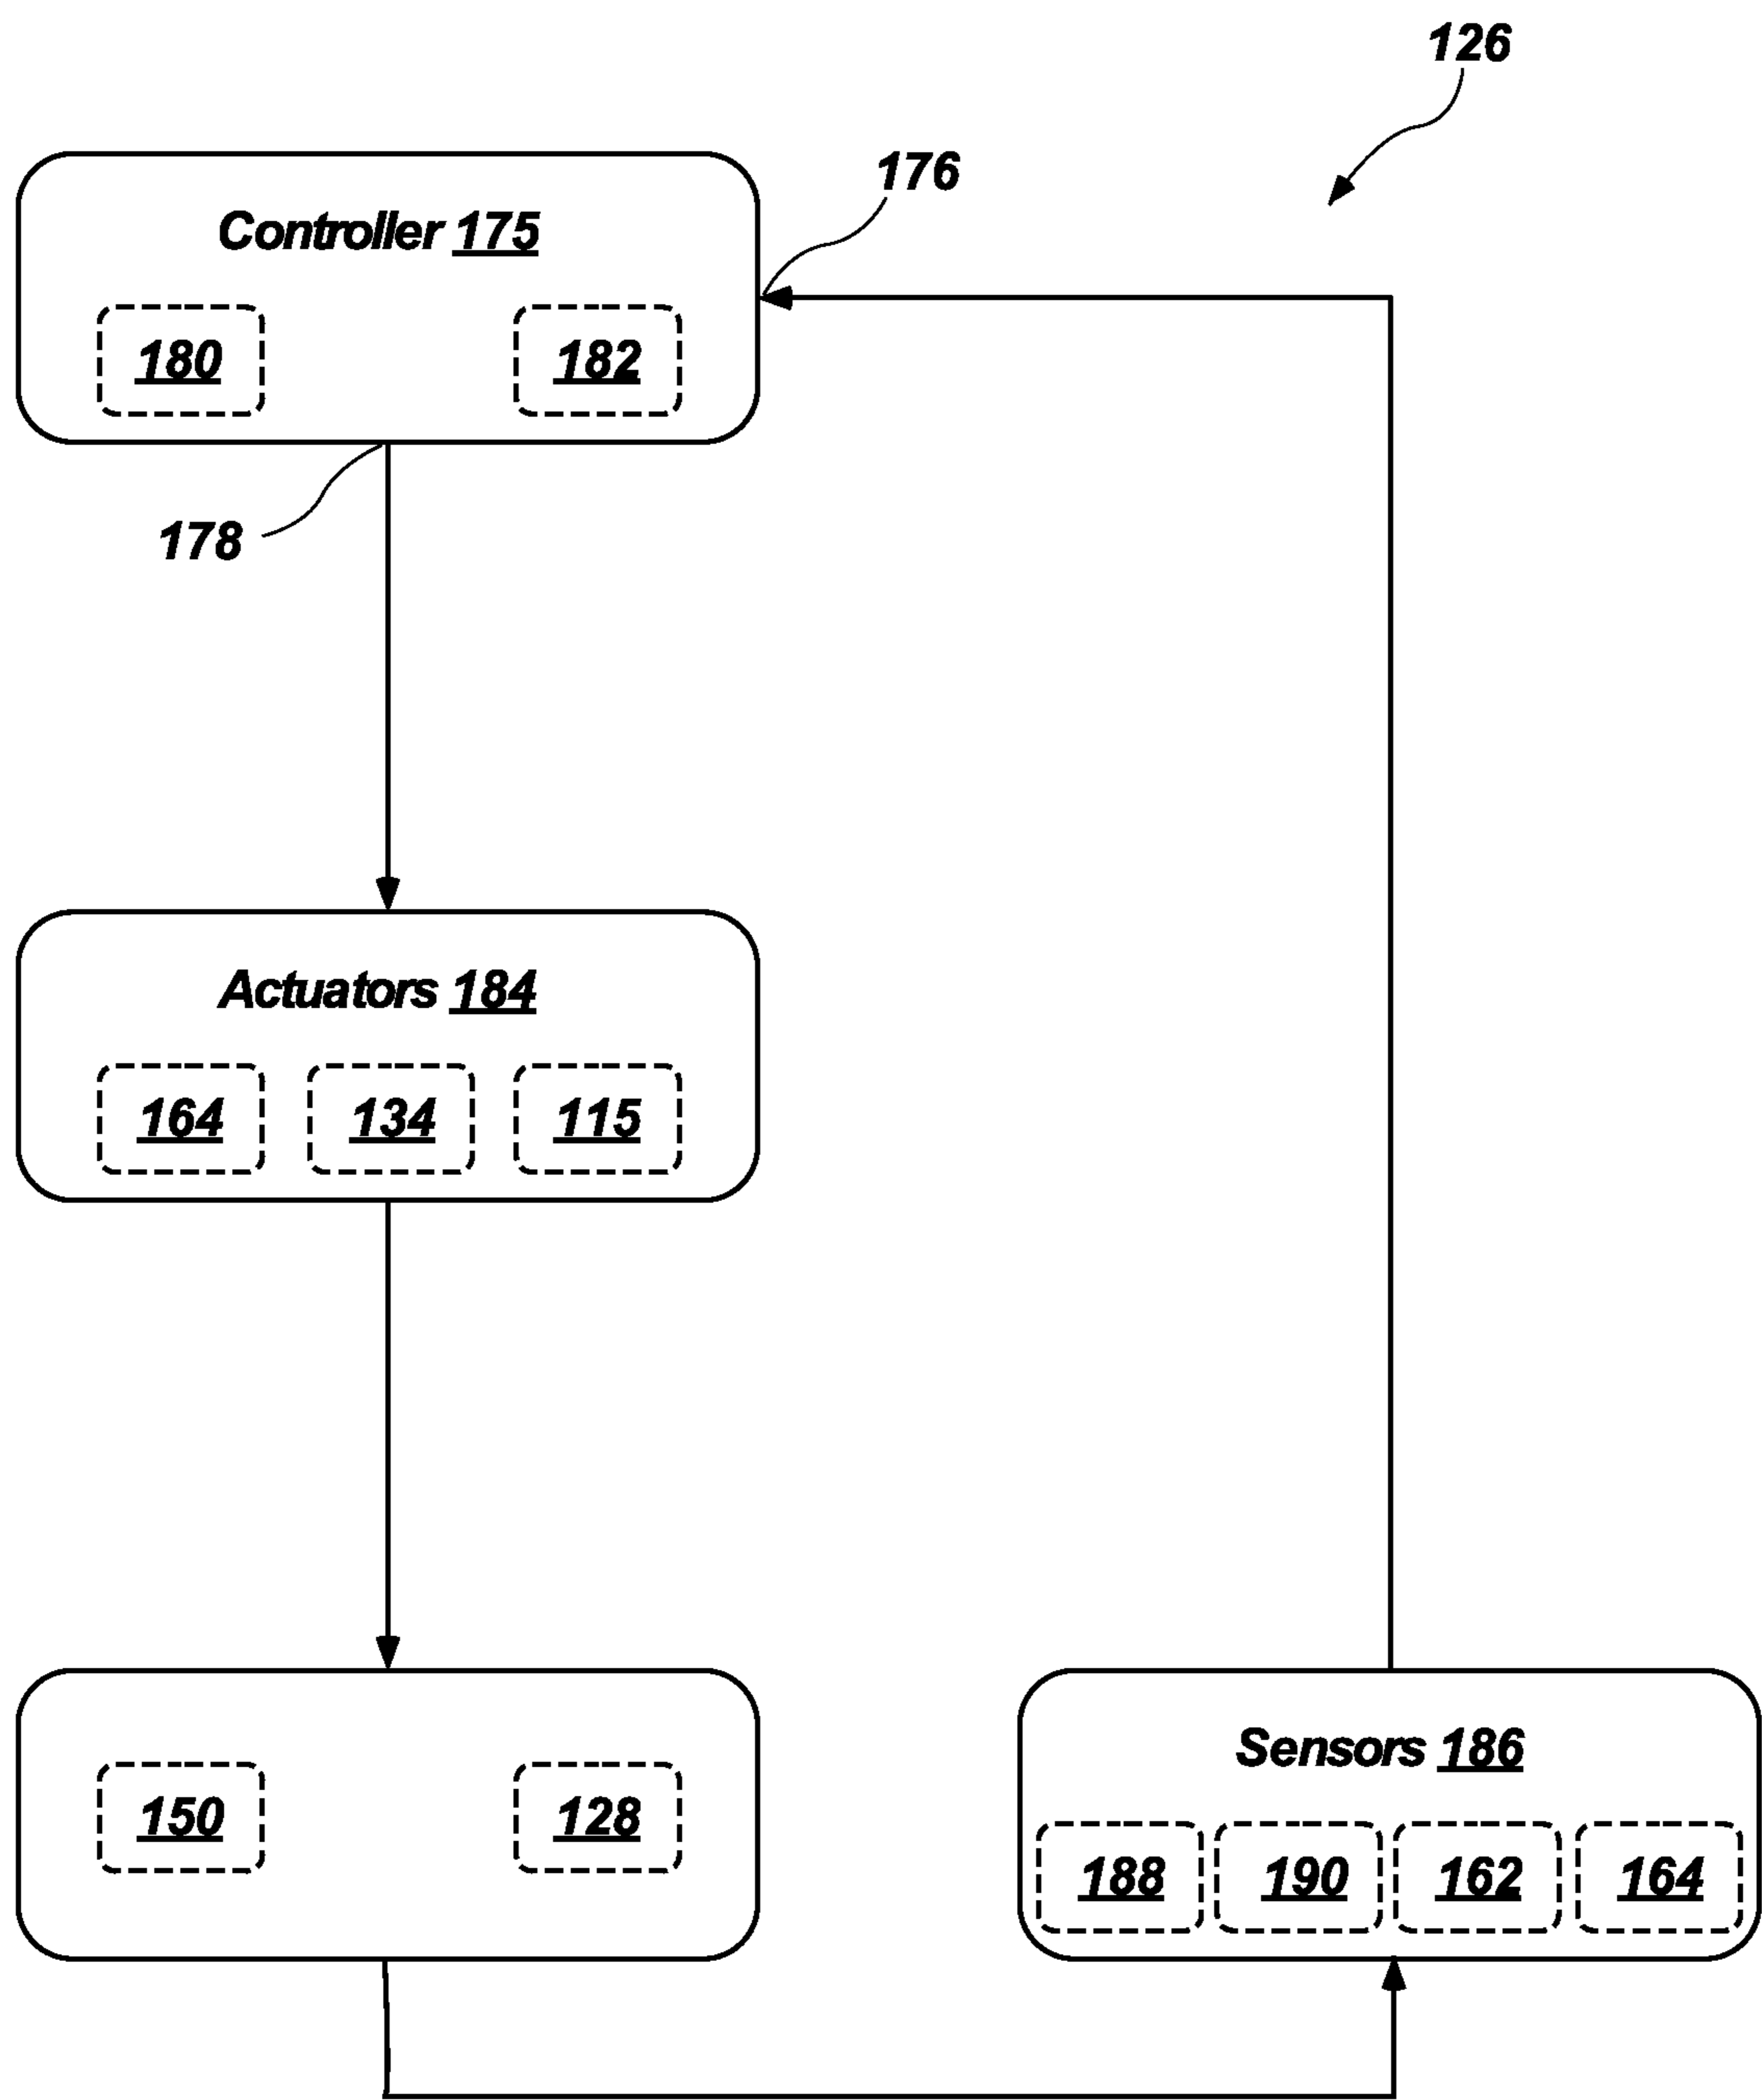 126
176
Controller 175
180 182
178
Actuators 184
164 134 115
150 128
Sensors 186
188 190 162 164